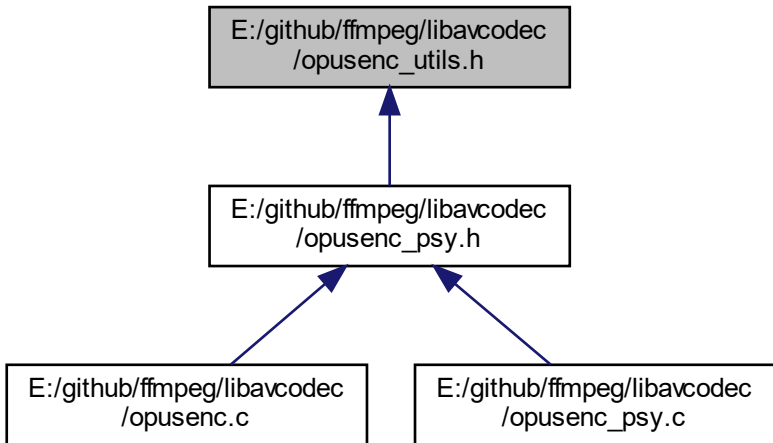 E:/github/ffmpeg/libavcodec
/opusenc_utils.h
E:/github/ffmpeg/libavcodec
/opusenc_psy.h
E:/github/ffmpeg/libavcodec
/opusenc.c
E:/github/ffmpeg/libavcodec
/opusenc_psy.c